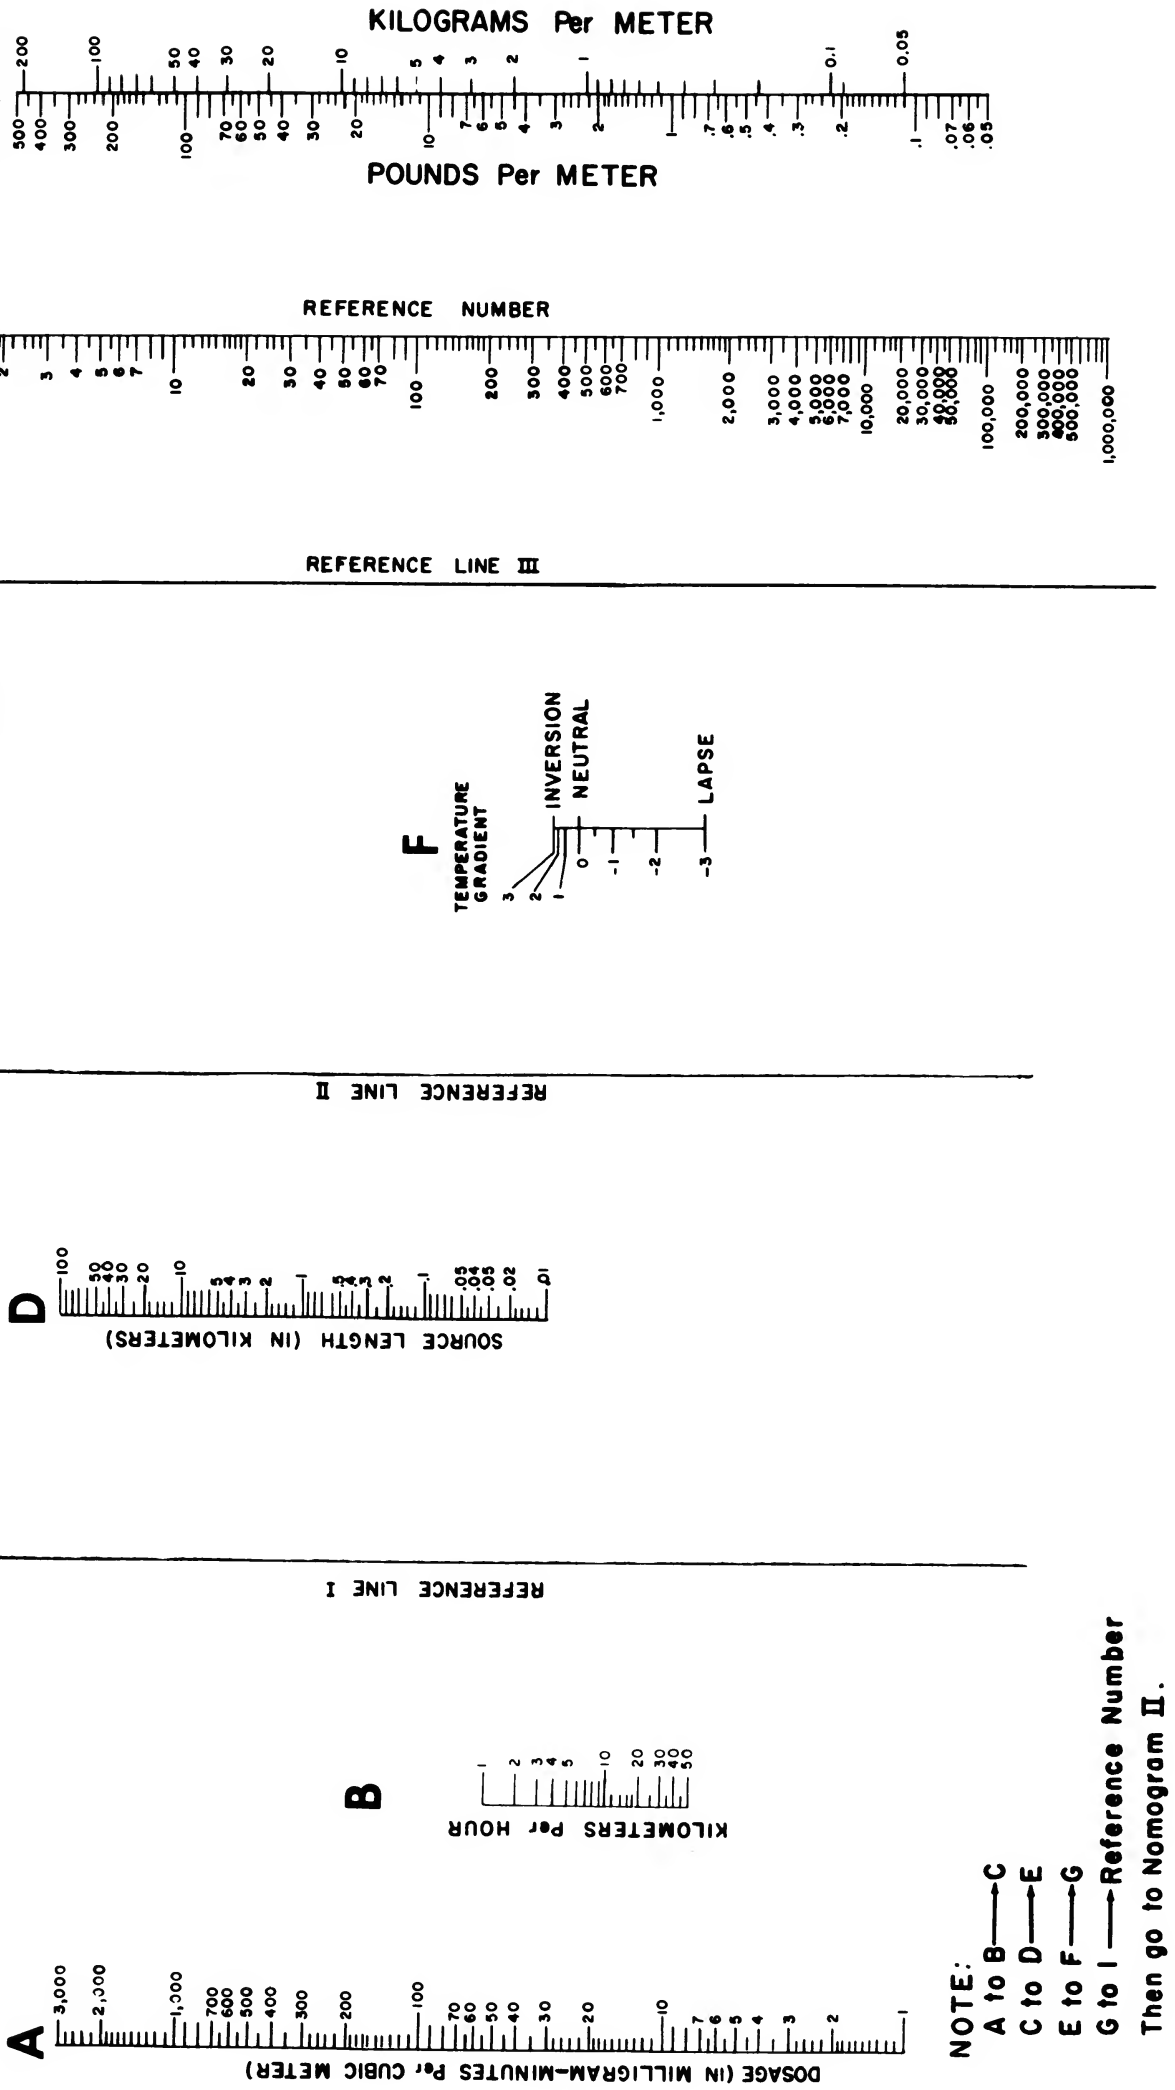 KILOGRAMS Per METER
200 100 50 40 30 20 10 5 4 3 2 1 0.1 0.05
500 400 300 200 100 70 60 50 40 30 20 10 7 6 5 4 3 2 1 .7 .6 .5 .4 .3 .2 .1 .07 .06 .05
POUNDS Per METER
REFERENCE NUMBER
2 3 4 5 6 7 10 20 30 40 50 60 70 100 200 300 400 500 600 700 1,000 2,000 3,000 4,000 5,000 6,000 7,000 10,000 20,000 30,000 40,000 50,000 100,000 200,000 300,000 400,000 500,000 1,000,000
REFERENCE LINE III
F
TEMPERATURE
GRADIENT
3 2 1 0 -1 -2 -3
INVERSION
NEUTRAL
LAPSE
REFERENCE LINE II
D
100 50 40 30 20 10 5 4 3 2 1 .5 .4 .3 .2 .1 .05 .04 .05 .02 .01
SOURCE LENGTH (IN KILOMETERS)
REFERENCE LINE I
B
1 2 3 4 5 10 20 30 40 50
KILOMETERS Per HOUR
A
3,000 2,000 1,000 700 600 500 400 300 200 100 70 60 50 40 30 20 10 7 6 5 4 3 2 1
DOSAGE (IN MILLIGRAM-MINUTES Per CUBIC METER)
NOTE:
A to B → C
C to D → E
E to F → G
G to I → Reference Number
Then go to Nomogram II.